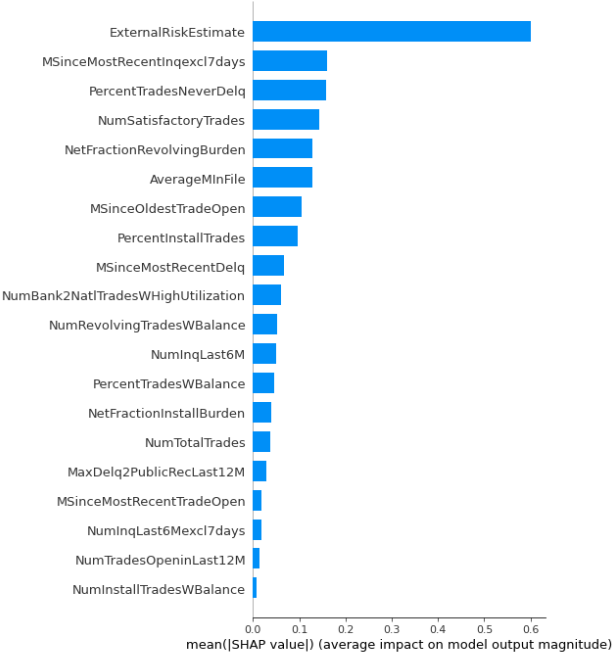 ExternalRiskEstimate
MSinceMostRecentInqexcl7days
PercentTradesNeverDelq
NumSatisfactoryTrades
NetFractionRevolvingBurden
AverageMInFile
MSinceOldestTradeOpen
PercentInstallTrades
MSinceMostRecentDelq
NumBank2NatlTradesWHighUtilization
NumRevolvingTradesWBalance
NumInqLast6M
PercentTradesWBalance
NetFractionInstallBurden
NumTotalTrades
MaxDelq2PublicRecLast12M
MSinceMostRecentTradeOpen
NumInqLast6Mexcl7days
NumTradesOpeninLast12M
NumInstallTradesWBalance
0.0 0.1 0.2 0.3 0.4 0.5 0.6
mean(|SHAP value|) (average impact on model output magnitude)